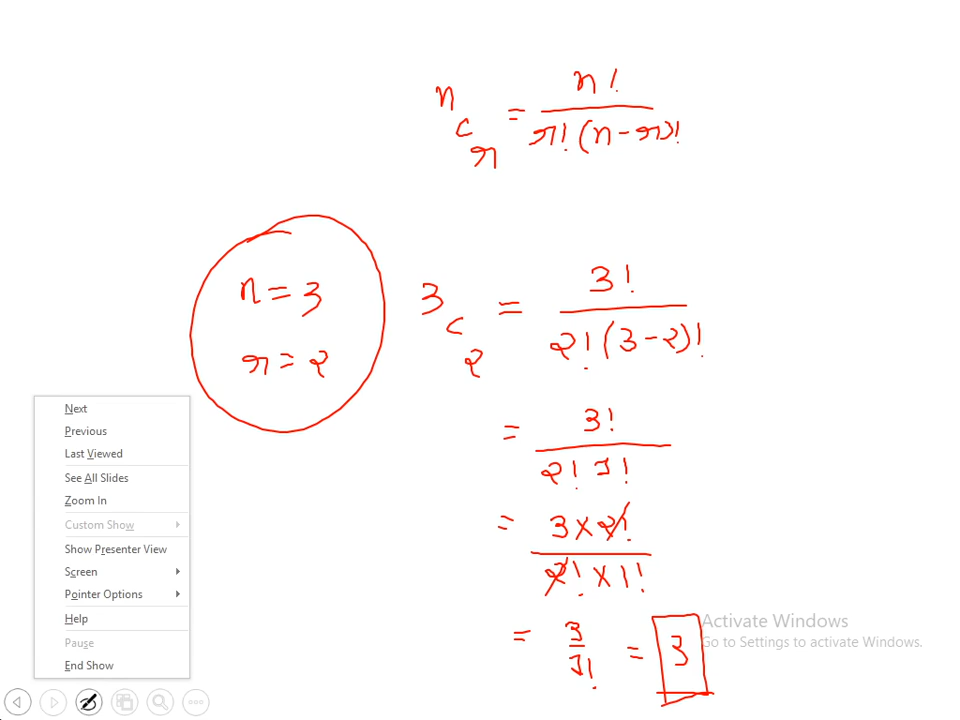 nCr = n! / r!(n-r)!
n=3
r=2
3C2 = 3! / 2!(3-2)!
= 3! / 2! 1!
= 3×2! / 2!×1!
= 3/1! = 3
Next
Previous
Last Viewed
See All Slides
Zoom In
Custom Show
Show Presenter View
Screen
Pointer Options
Help
Pause
End Show
Activate Windows
Go to Settings to activate Windows.